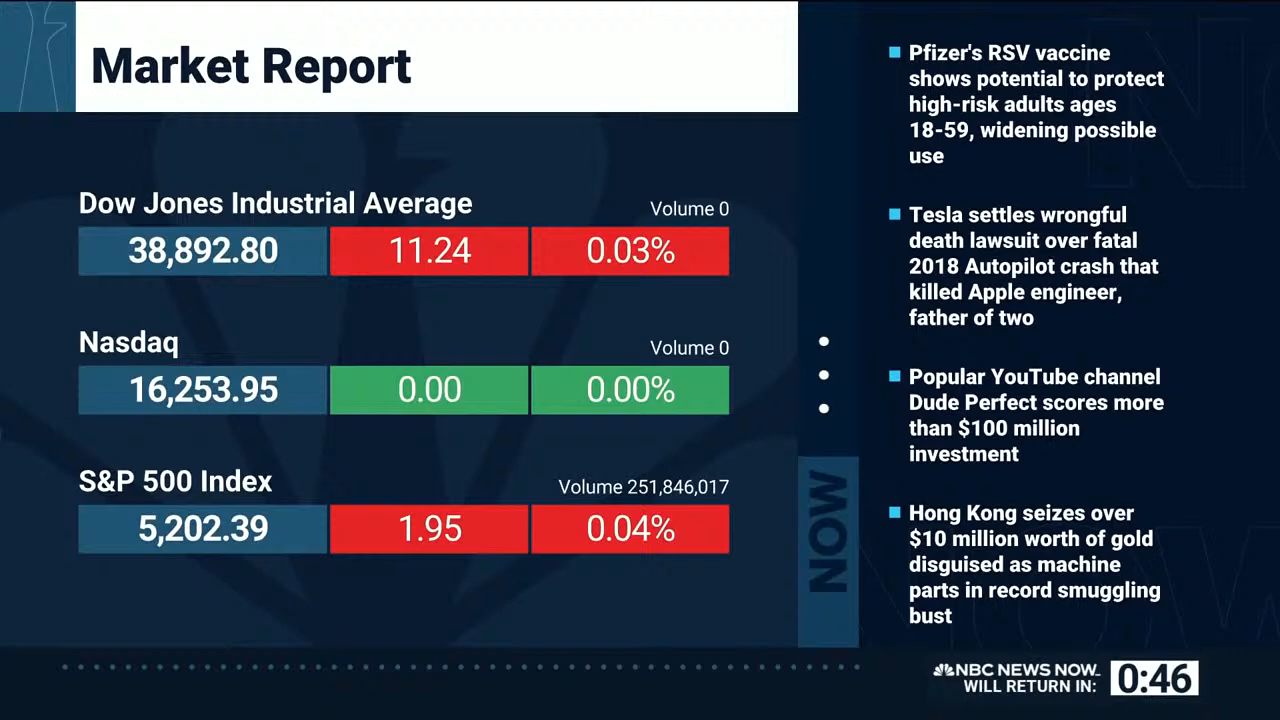 Market Report
Dow Jones Industrial Average
Volume 0
38,892.80
11.24
0.03%
Nasdaq
Volume 0
16,253.95
0.00
0.00%
S&P 500 Index
Volume 251,846,017
5,202.39
1.95
0.04%
NOW
Pfizer's RSV vaccine
shows potential to protect
high-risk adults ages
18-59, widening possible
use
Tesla settles wrongful
death lawsuit over fatal
2018 Autopilot crash that
killed Apple engineer,
father of two
Popular YouTube channel
Dude Perfect scores more
than $100 million
investment
Hong Kong seizes over
$10 million worth of gold
disguised as machine
parts in record smuggling
bust
NBC NEWS NOW
WILL RETURN IN:
0:46